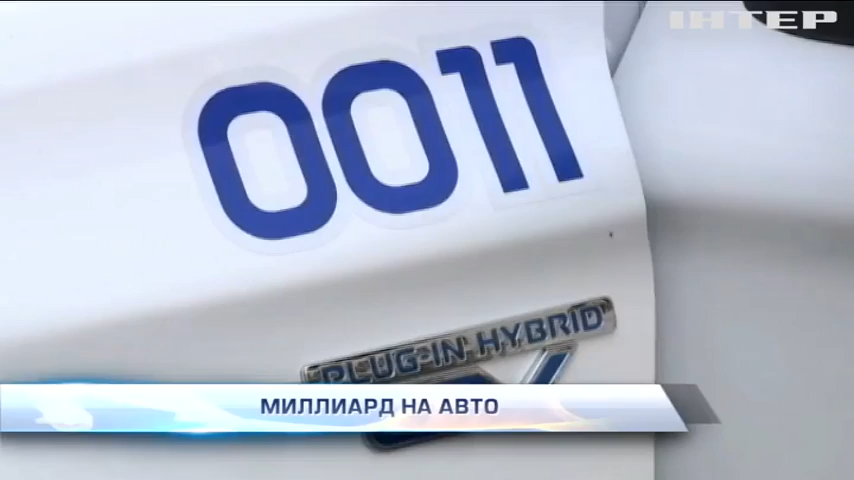 ІНТЕР
0011
PLUG-IN HYBRID
МИЛЛИАРД НА АВТО